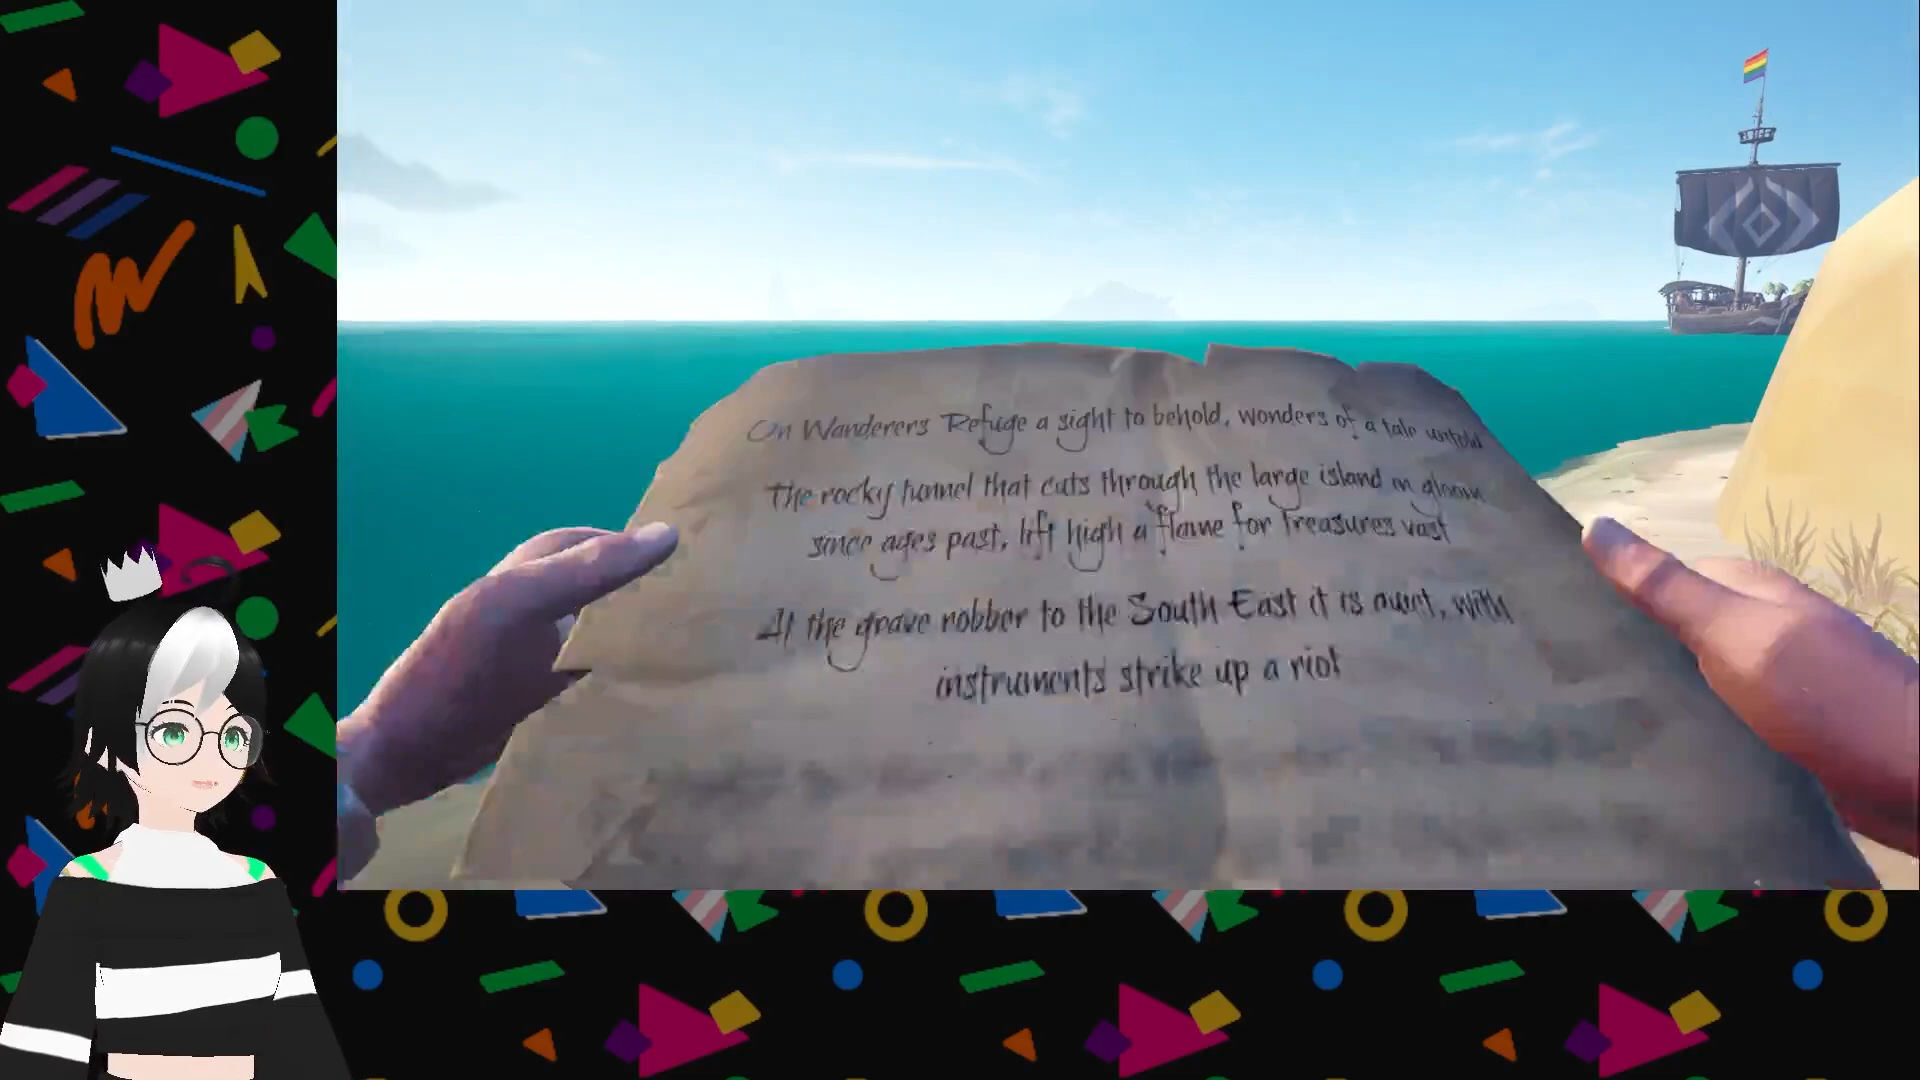 On Wanderers Refuge a sight to behold, wonders of a tale untold
The rocky tunnel that cuts through the large island in gloom
since ages past, lift high a flame for treasures vast
At the grave robber to the South East it is quiet, with
instruments strike up a riot